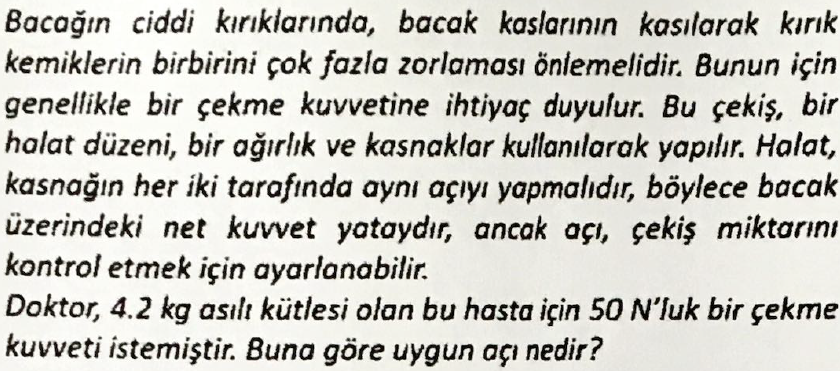 Bacağın ciddi kırıklarında, bacak kaslarının kasılarak kırık
kemiklerin birbirini çok fazla zorlaması önlemelidir. Bunun için
genellikle bir çekme kuvvetine ihtiyaç duyulur. Bu çekiş, bir
halat düzeni, bir ağırlık ve kasnaklar kullanılarak yapılır. Halat,
kasnağın her iki tarafında aynı açıyı yapmalıdır, böylece bacak
üzerindeki net kuvvet yataydır, ancak açı, çekiş miktarını
kontrol etmek için ayarlanabilir.
Doktor, 4.2 kg asılı kütlesi olan bu hasta için 50 N'luk bir çekme
kuvveti istemiştir. Buna göre uygun açı nedir?